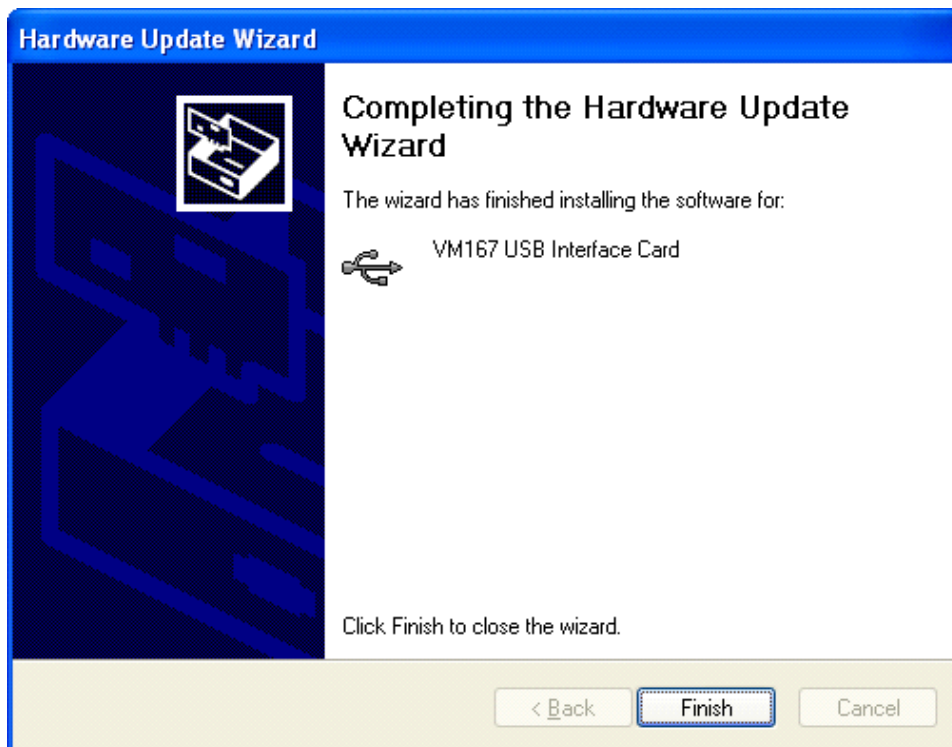 Hardware Update Wizard
Completing the Hardware Update
Wizard
The wizard has finished installing the software for:
VM167 USB Interface Card
Click Finish to close the wizard.
< Back
Finish
Cancel